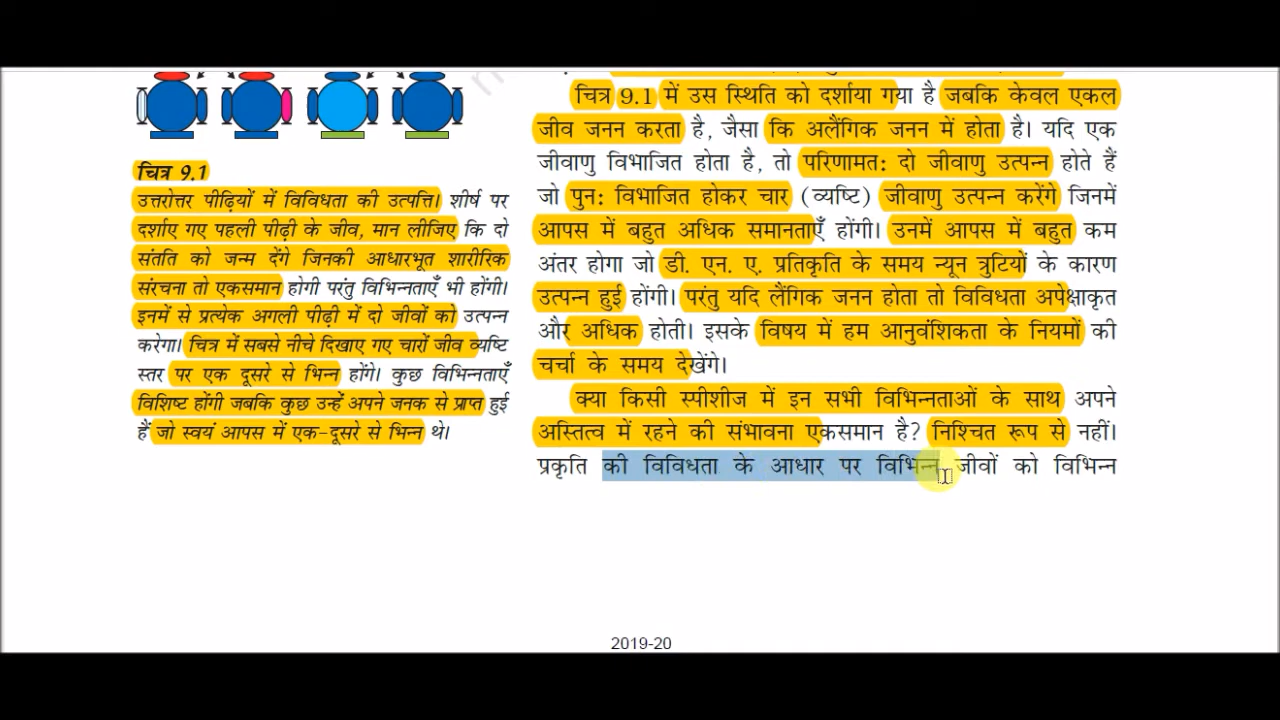 चित्र 9.1
उत्तरोत्तर पीढ़ियों में विविधता की उत्पत्ति। शीर्ष पर
दर्शाए गए पहली पीढ़ी के जीव, मान लीजिए कि दो
संतति को जन्म देंगे जिनकी आधारभूत शारीरिक
संरचना तो एकसमान होगी परंतु विभिन्नताएँ भी होंगी।
इनमें से प्रत्येक अगली पीढ़ी में दो जीवों को उत्पन्न
करेगा। चित्र में सबसे नीचे दिखाए गए चारों जीव व्यष्टि
स्तर पर एक दूसरे से भिन्न होंगे। कुछ विभिन्नताएँ
विशिष्ट होंगी जबकि कुछ उन्हें अपने जनक से प्राप्त हुई
हैं जो स्वयं आपस में एक-दूसरे से भिन्न थे।
चित्र 9.1 में उस स्थिति को दर्शाया गया है जबकि केवल एकल
जीव जनन करता है, जैसा कि अलैंगिक जनन में होता है। यदि एक
जीवाणु विभाजित होता है, तो परिणामत: दो जीवाणु उत्पन्न होते हैं
जो पुन: विभाजित होकर चार (व्यष्टि) जीवाणु उत्पन्न करेंगे जिनमें
आपस में बहुत अधिक समानताएँ होंगी। उनमें आपस में बहुत कम
अंतर होगा जो डी. एन. ए. प्रतिकृति के समय न्यून त्रुटियों के कारण
उत्पन्न हुई होंगी। परंतु यदि लैंगिक जनन होता तो विविधता अपेक्षाकृत
और अधिक होती। इसके विषय में हम आनुवंशिकता के नियमों की
चर्चा के समय देखेंगे।
क्या किसी स्पीशीज में इन सभी विभिन्नताओं के साथ अपने
अस्तित्व में रहने की संभावना एकसमान है? निश्चित रूप से नहीं।
प्रकृति की विविधता के आधार पर विभिन्न जीवों को विभिन्न
2019-20